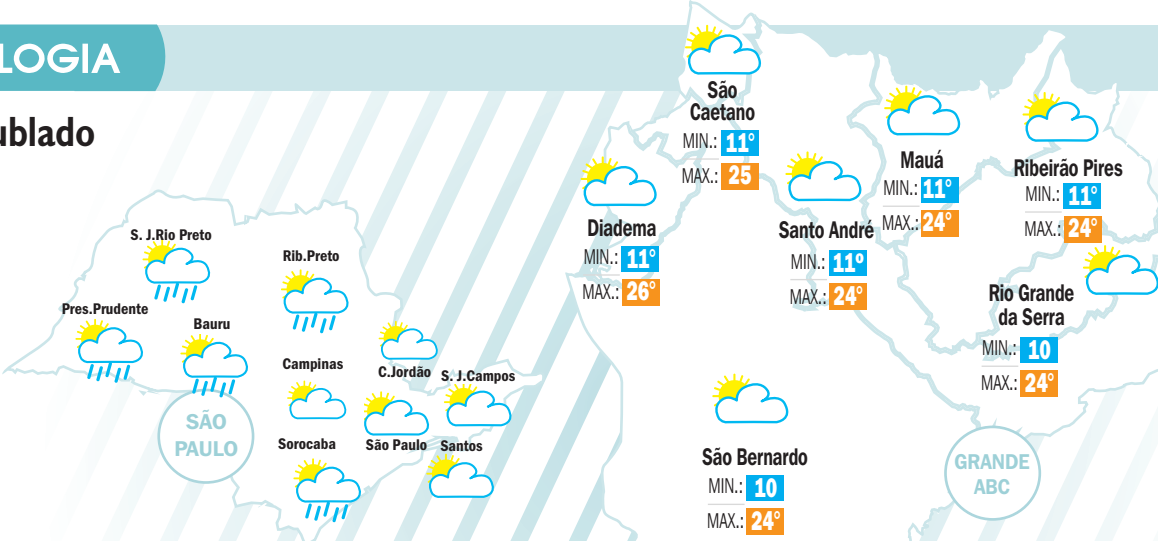 LOGIA
ublado
S. J.Rio Preto
Rib.Preto
Pres.Prudente
Bauru
Campinas
C.Jordão
S. J.Campos
Sorocaba
São Paulo
Santos
SÃO
PAULO
São
Caetano
MIN.: 11°
MAX.: 25
Diadema
MIN.: 11°
MAX.: 26°
Santo André
MIN.: 11º
MAX.: 24°
Mauá
MIN.: 11°
MAX.: 24°
Ribeirão Pires
MIN.: 11°
MAX.: 24°
Rio Grande
da Serra
MIN.: 10
MAX.: 24°
São Bernardo
MIN.: 10
MAX.: 24°
GRANDE
ABC